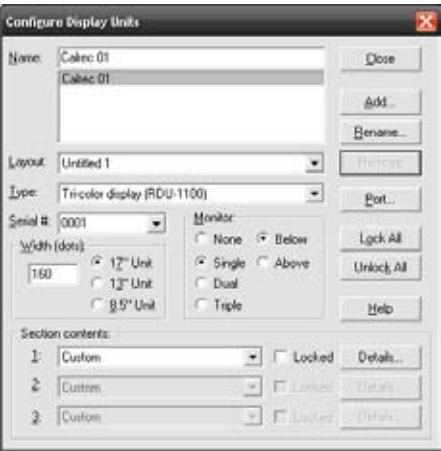 Configure Display Units
Name: Calrec 01 Close
Calrec 01
Add...
Rename...
Layout: Untitled 1 Remove
Type: Tri-color display (RDU-1100) Port...
Serial #: 0001 Monitor Lock All
None Below
Width (dots):
160 17" Unit Single Above Unlock All
13" Unit Dual
8.5" Unit Triple Help
Section contents:
1: Custom Locked Details...
2: Custom Locked Details...
3: Custom Locked Details...